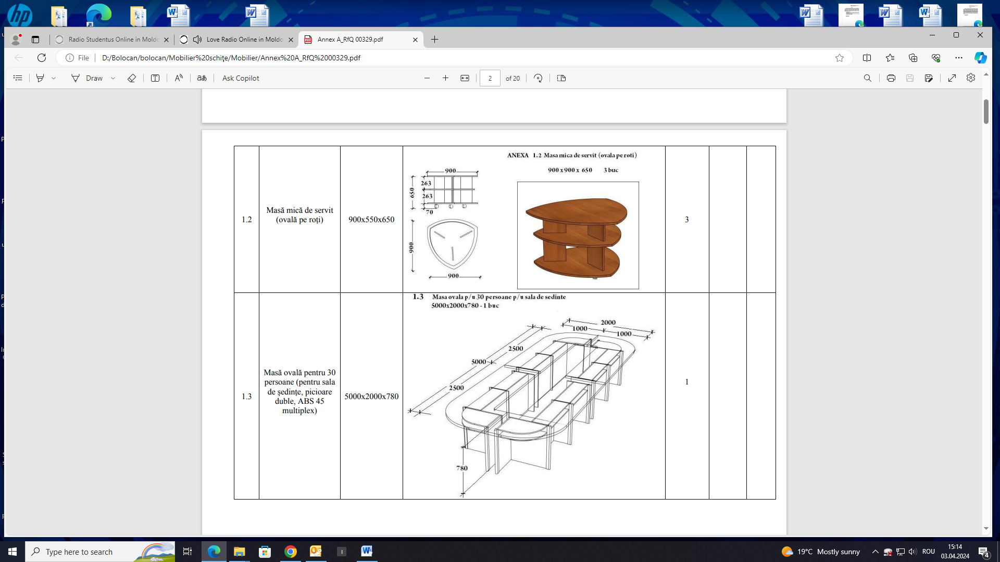 Radio Studentus Online in Moldo
Love Radio Online in Moldo
Annex A_RfQ 00329.pdf
File
D:/Bolocan/bolocan/Mobilier%20schiţe/Mobilier/Annex%20A_RfQ%2000329.pdf
Draw
Ask Copilot
2
of 20
1.2
Masă mică de servit
(ovală pe roți)
900x550x650
ANEXA 1.2 Masa mica de servit (ovala pe roti)
900 x 900 x 650 3 buc
900
263
650
263
70
900
900
3
1.3
Masă ovală pentru 30
persoane (pentru sala
de ședințe, picioare
duble, ABS 45
multiplex)
5000x2000x780
1.3 Masa ovala p/u 30 persoane p/u sala de sedinte
5000x2000x780 - 1 buc
2000
1000
1000
2500
5000
2500
780
1
Type here to search
19°C Mostly sunny
ROU
15:14
03.04.2024
4